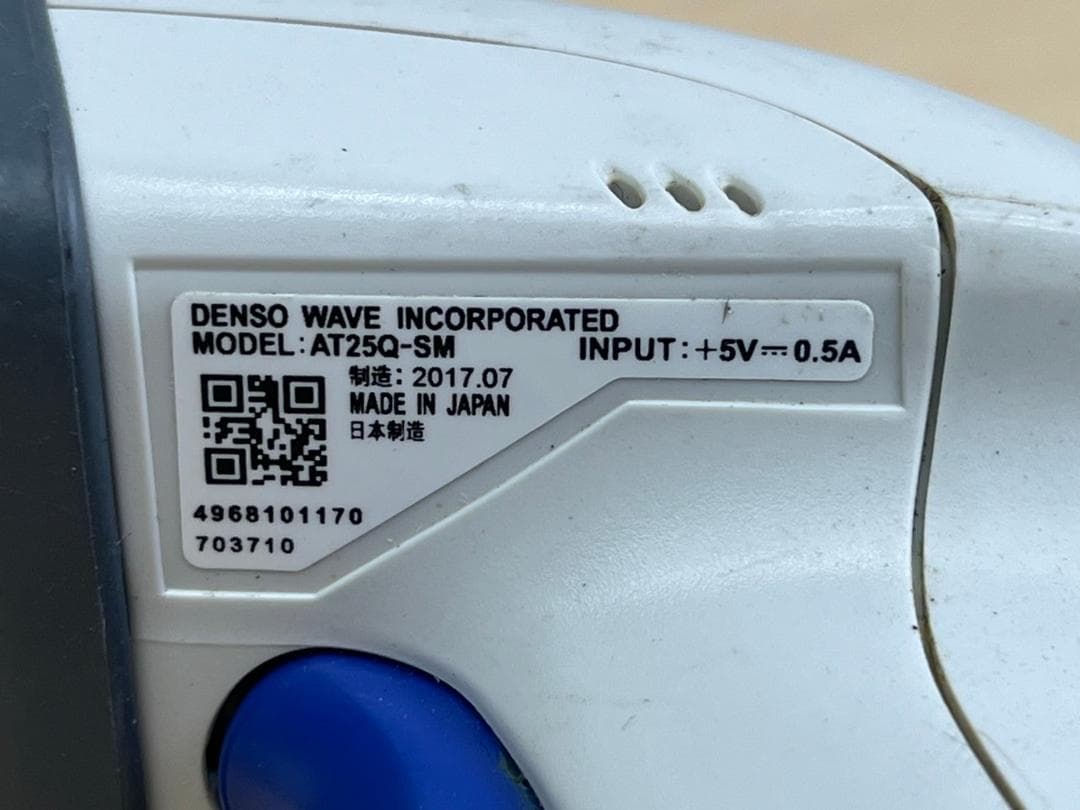 DENSO WAVE INCORPORATED
MODEL:AT25Q-SM INPUT:+5V⎓0.5A
制造: 2017.07
MADE IN JAPAN
日本制造
4968101170
703710